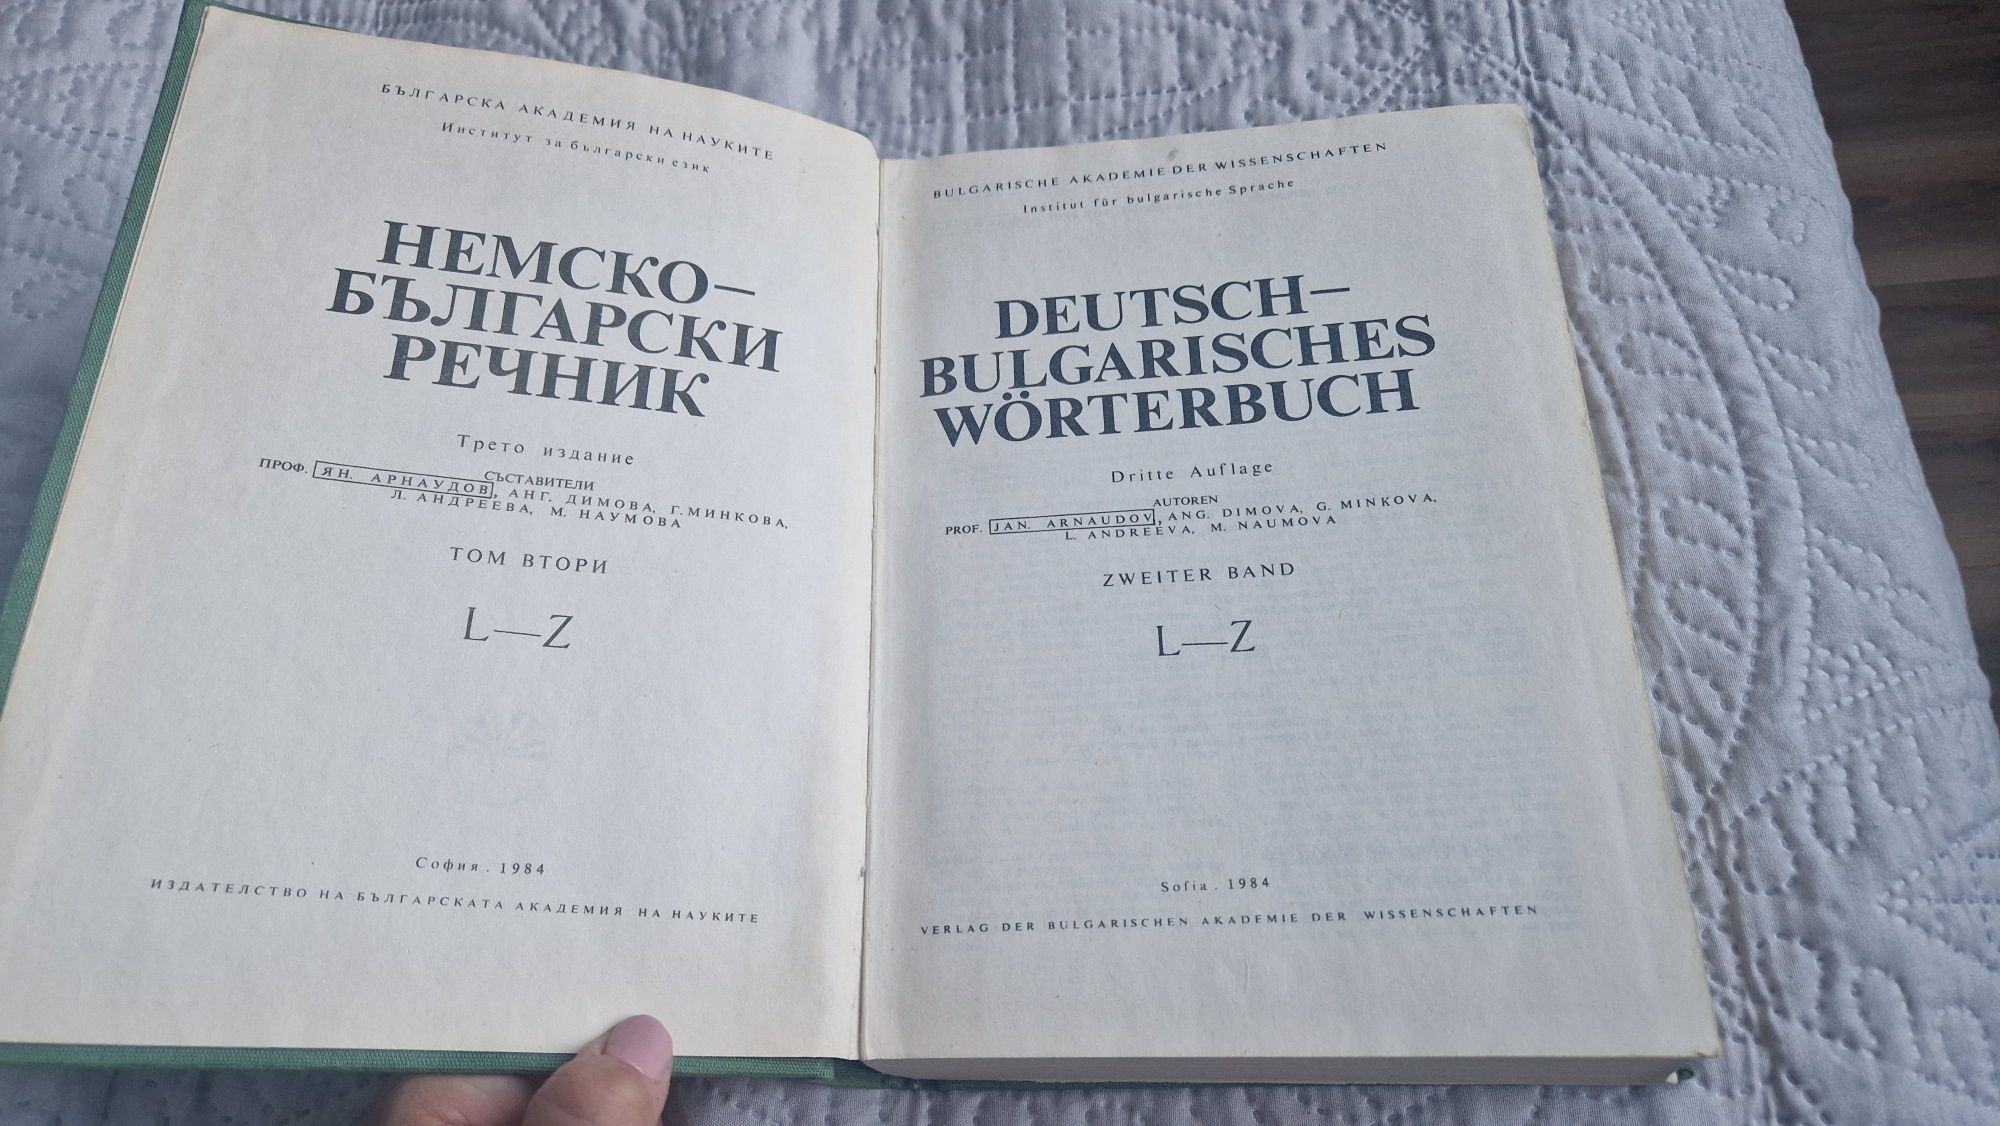 БЪЛГАРСКА АКАДЕМИЯ НА НАУКИТЕ
Институт за български език
НЕМСКО–
БЪЛГАРСКИ
РЕЧНИК
Трето издание
СЪСТАВИТЕЛИ
ПРОФ. ЯН. АРНАУДОВ, АНГ. ДИМОВА, Г. МИНКОВА,
Л. АНДРЕЕВА, М. НАУМОВА
ТОМ ВТОРИ
L—Z
София . 1984
ИЗДАТЕЛСТВО НА БЪЛГАРСКАТА АКАДЕМИЯ НА НАУКИТЕ
BULGARISCHE AKADEMIE DER WISSENSCHAFTEN
Institut für bulgarische Sprache
DEUTSCH–
BULGARISCHES
WÖRTERBUCH
Dritte Auflage
AUTOREN
PROF. JAN. ARNAUDOV, ANG. DIMOVA, G. MINKOVA,
L. ANDREEVA, M. NAUMOVA
ZWEITER BAND
L—Z
Sofia . 1984
VERLAG DER BULGARISCHEN AKADEMIE DER WISSENSCHAFTEN